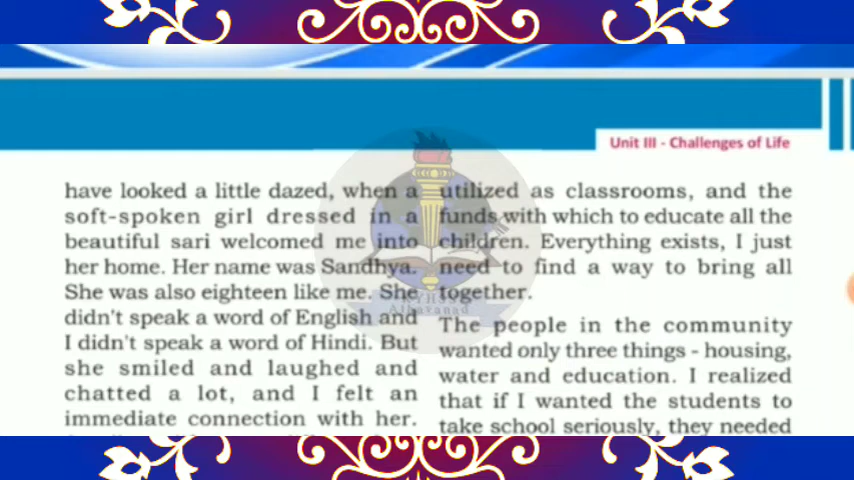 Unit III - Challenges of Life
have looked a little dazed, when a
soft-spoken girl dressed in a
beautiful sari welcomed me into
her home. Her name was Sandhya.
She was also eighteen like me. She
didn't speak a word of English and
I didn't speak a word of Hindi. But
she smiled and laughed and
chatted a lot, and I felt an
immediate connection with her.
utilized as classrooms, and the
funds with which to educate all the
children. Everything exists, I just
need to find a way to bring all
together.
The people in the community
wanted only three things - housing,
water and education. I realized
that if I wanted the students to
take school seriously, they needed